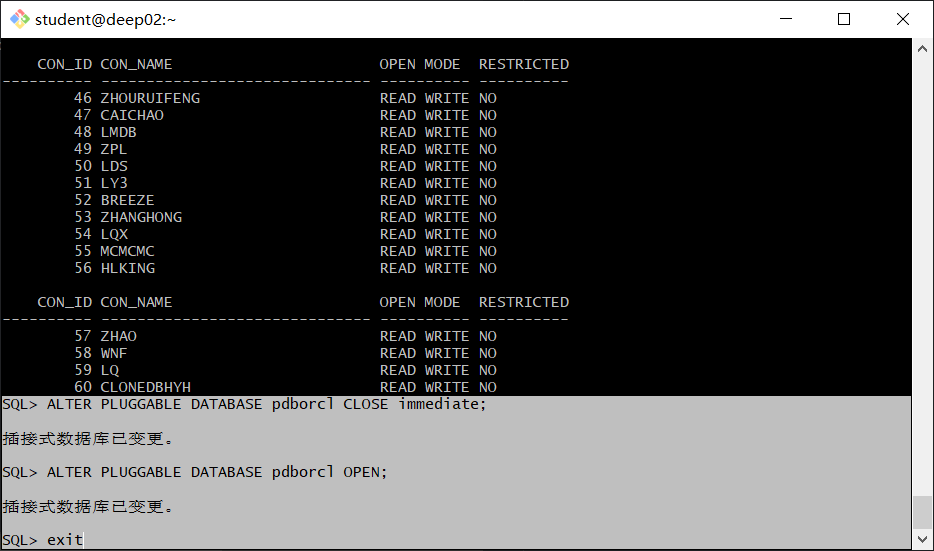 student@deep02:~
CON_ID CON_NAME OPEN MODE RESTRICTED
---------- ------------------------------ ---------- ----------
46 ZHOURUIFENG READ WRITE NO
47 CAICHAO READ WRITE NO
48 LMDB READ WRITE NO
49 ZPL READ WRITE NO
50 LDS READ WRITE NO
51 LY3 READ WRITE NO
52 BREEZE READ WRITE NO
53 ZHANGHONG READ WRITE NO
54 LQX READ WRITE NO
55 MCMCMC READ WRITE NO
56 HLKING READ WRITE NO
CON_ID CON_NAME OPEN MODE RESTRICTED
---------- ------------------------------ ---------- ----------
57 ZHAO READ WRITE NO
58 WNF READ WRITE NO
59 LQ READ WRITE NO
60 CLONEDBHYH READ WRITE NO
SQL> ALTER PLUGGABLE DATABASE pdborcl CLOSE immediate;
插接式数据库已变更。
SQL> ALTER PLUGGABLE DATABASE pdborcl OPEN;
插接式数据库已变更。
SQL> exit